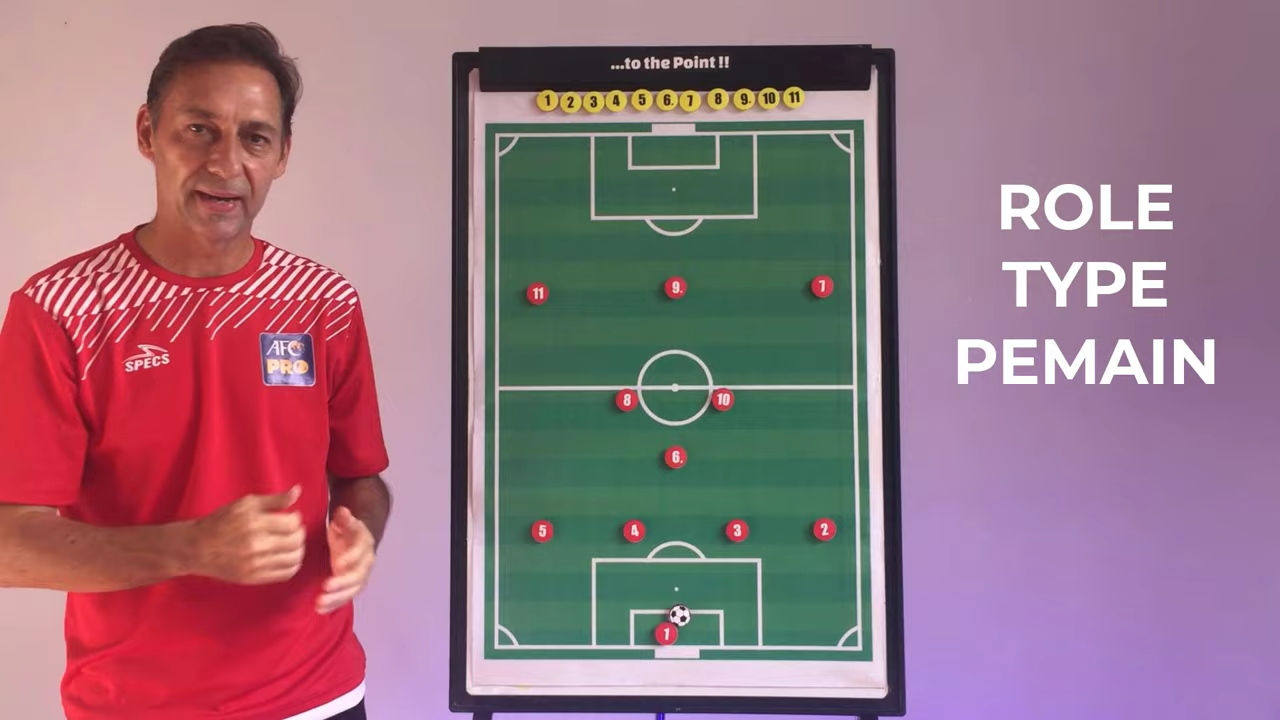 ...to the Point !!
1 2 3 4 5 6. 7 8 9. 10 11
ROLE
TYPE
PEMAIN
11 9. 7
8 10
6.
5 4 3 2
1
SPECS
AFC
PRO